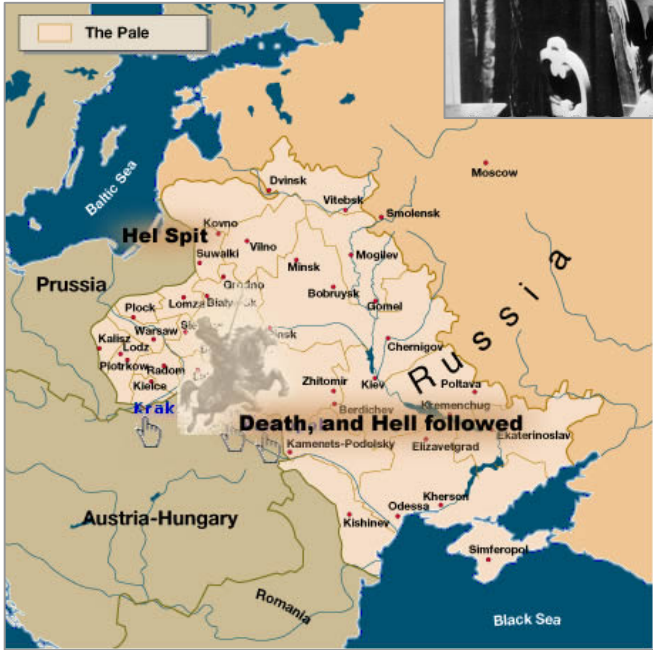 The Pale
Moscow
Baltic Sea
Dvinsk
Vitebsk
Smolensk
Kovno
Hel Spit
Vilno
Suwalki
Mogilev
Minsk
Prussia
Grodno
Bobruysk
Russia
Plock
Lomza
Gomel
Warsaw
Kalisz
Lodz
Chernigov
Piotrkow
Radom
Kielce
Zhitomir
Kiev
Poltava
Krak
Berdichev
Kremenchug
Death, and Hell followed
Ekaterinoslav
Kamenets-Podolsky
Elizavetgrad
Kherson
Odessa
Austria-Hungary
Kishinev
Simferopol
Romania
Black Sea